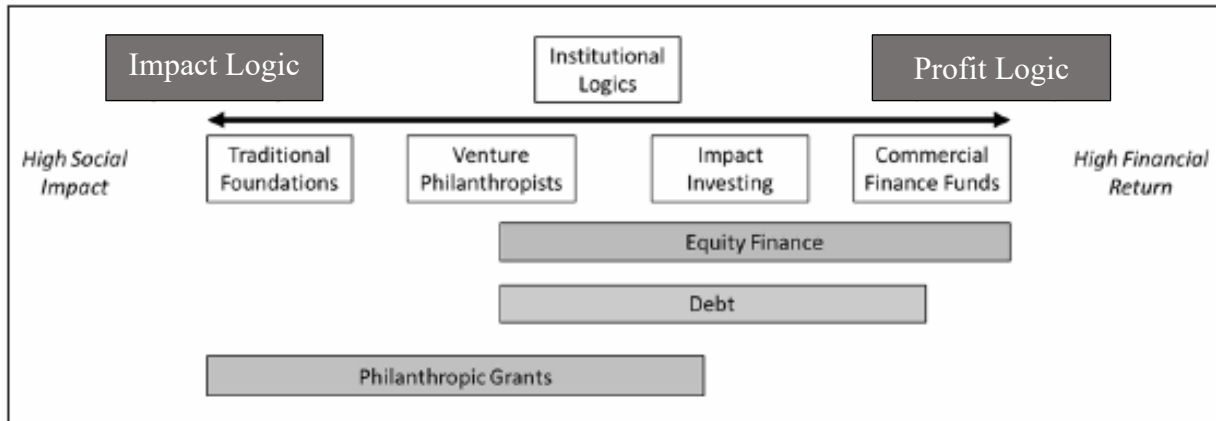 Impact Logic
Institutional
Logics
Profit Logic
High Social
Impact
Traditional
Foundations
Venture
Philanthropists
Impact
Investing
Commercial
Finance Funds
High Financial
Return
Equity Finance
Debt
Philanthropic Grants